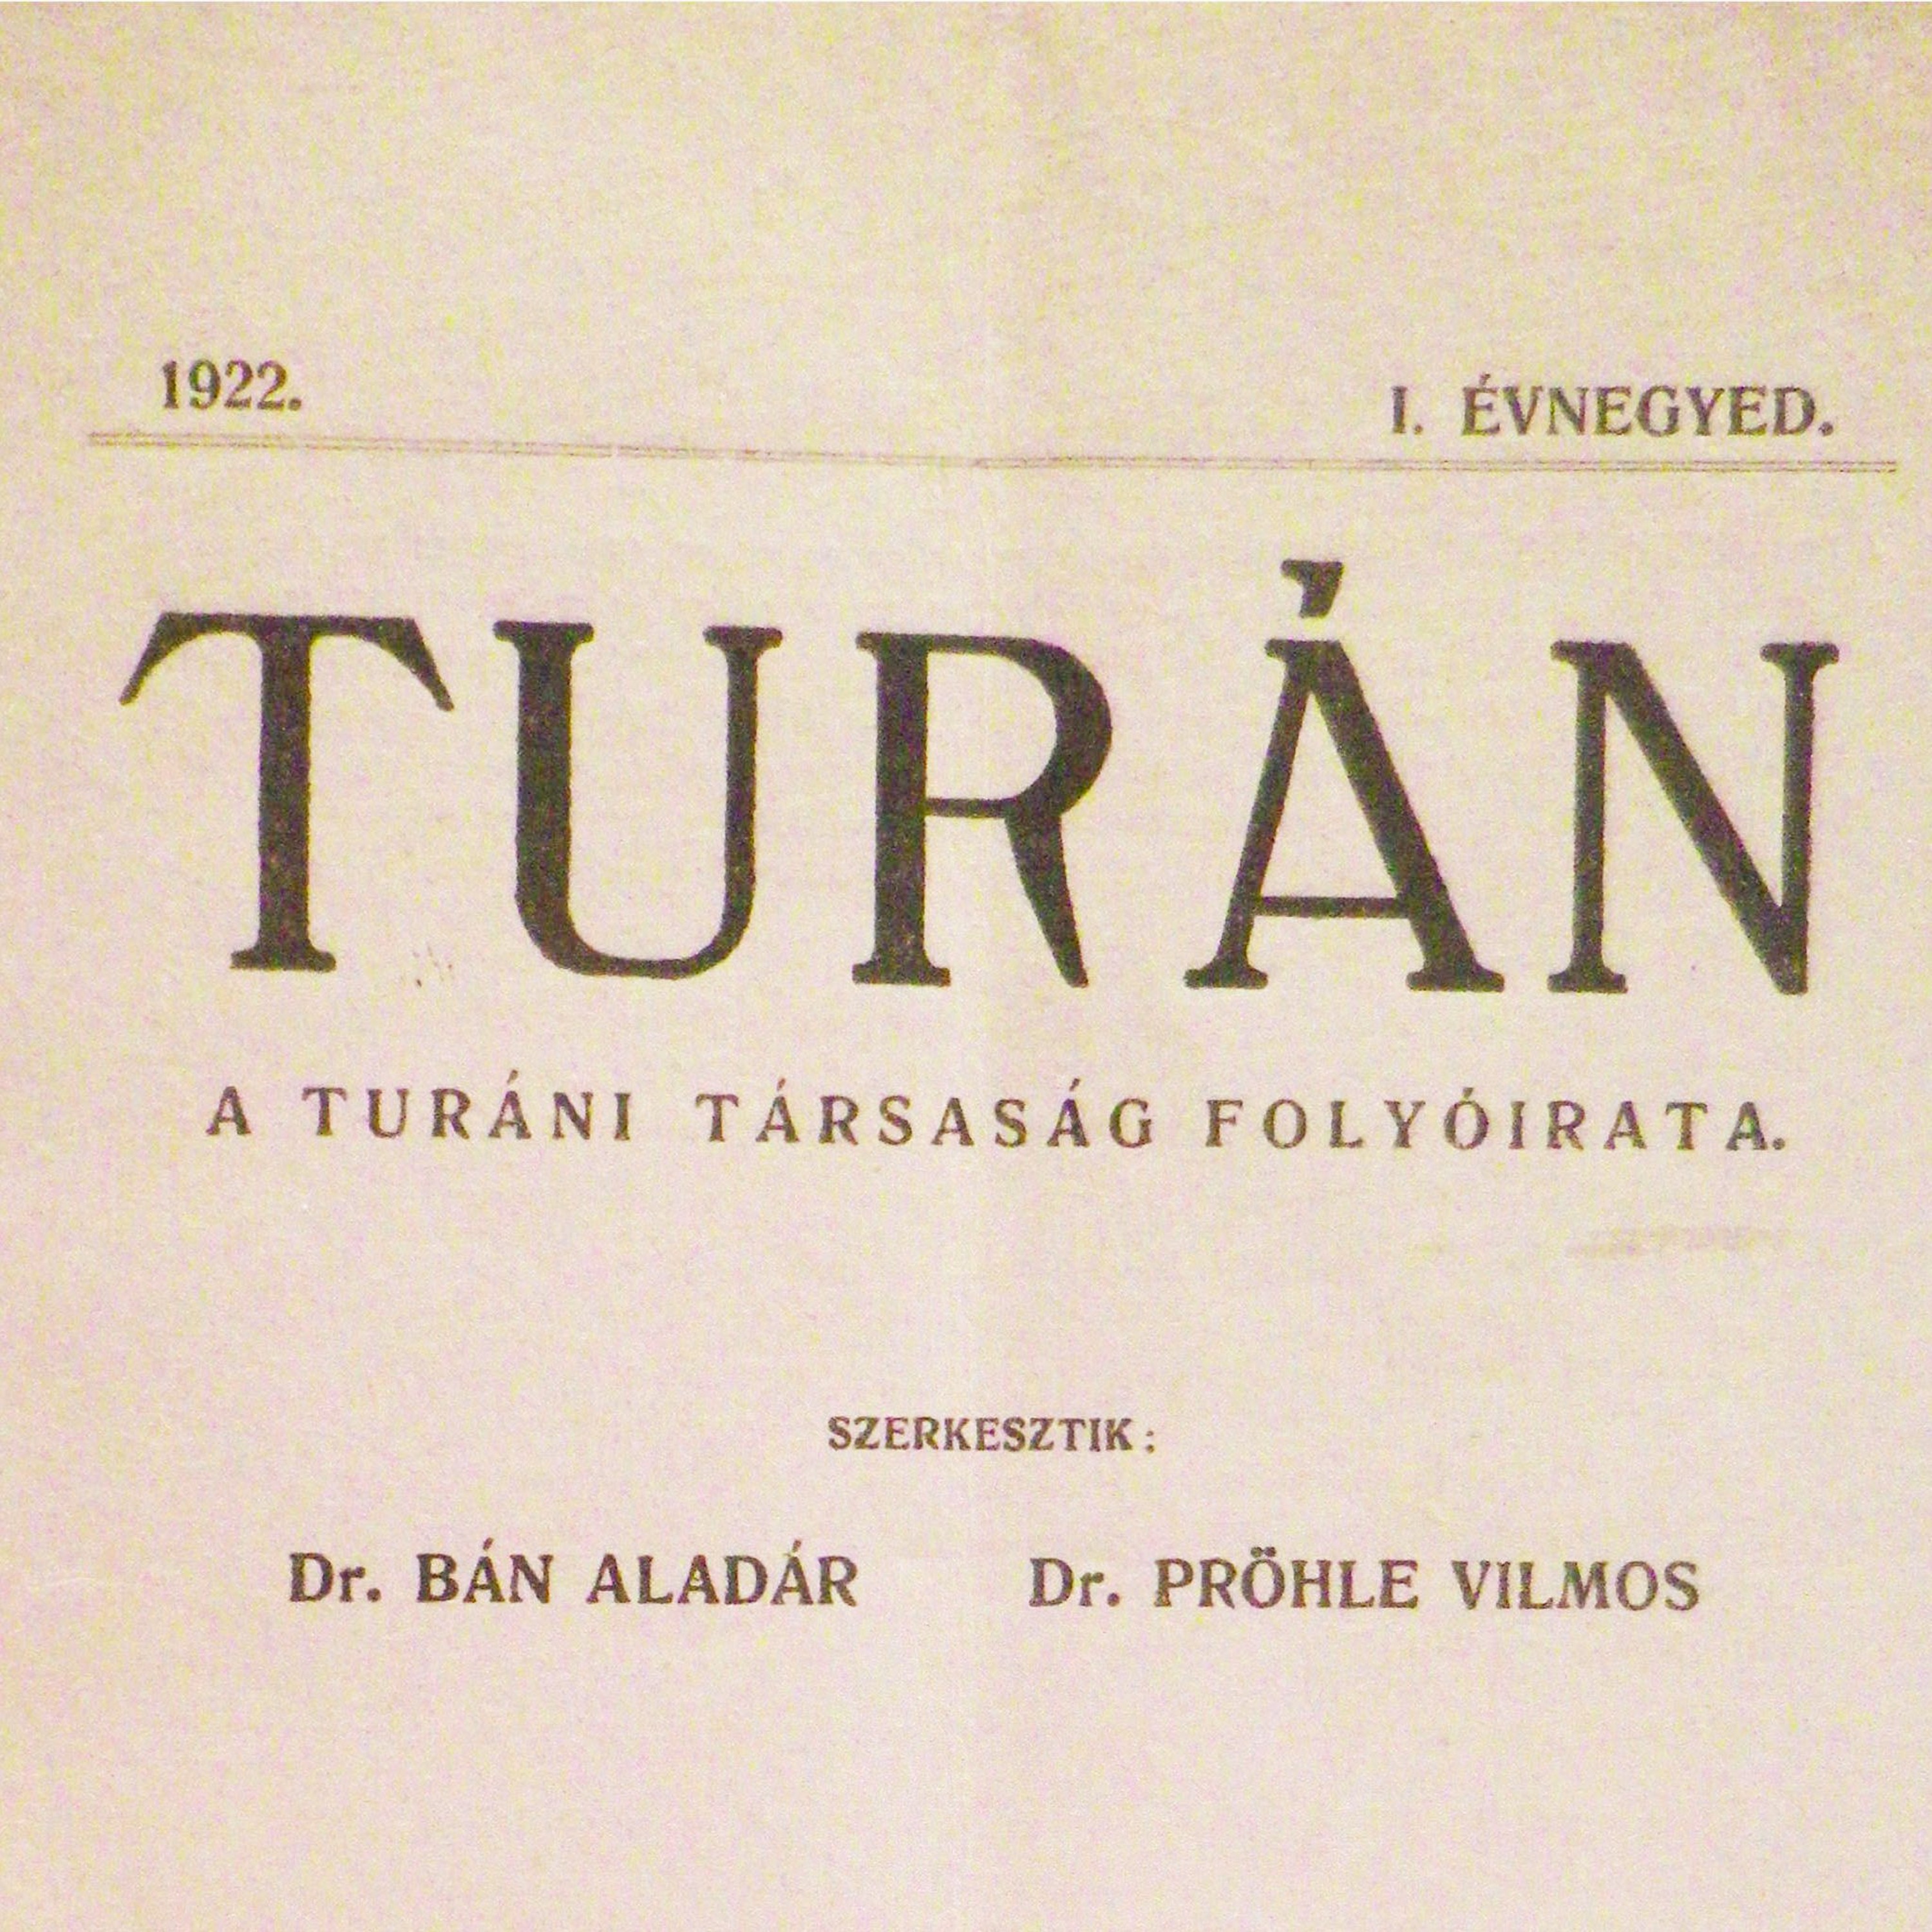 1922.
I. ÉVNEGYED.
TURÁN
A TURÁNI TÁRSASÁG FOLYÓIRATA.
SZERKESZTIK:
Dr. BÁN ALADÁR
Dr. PRÖHLE VILMOS